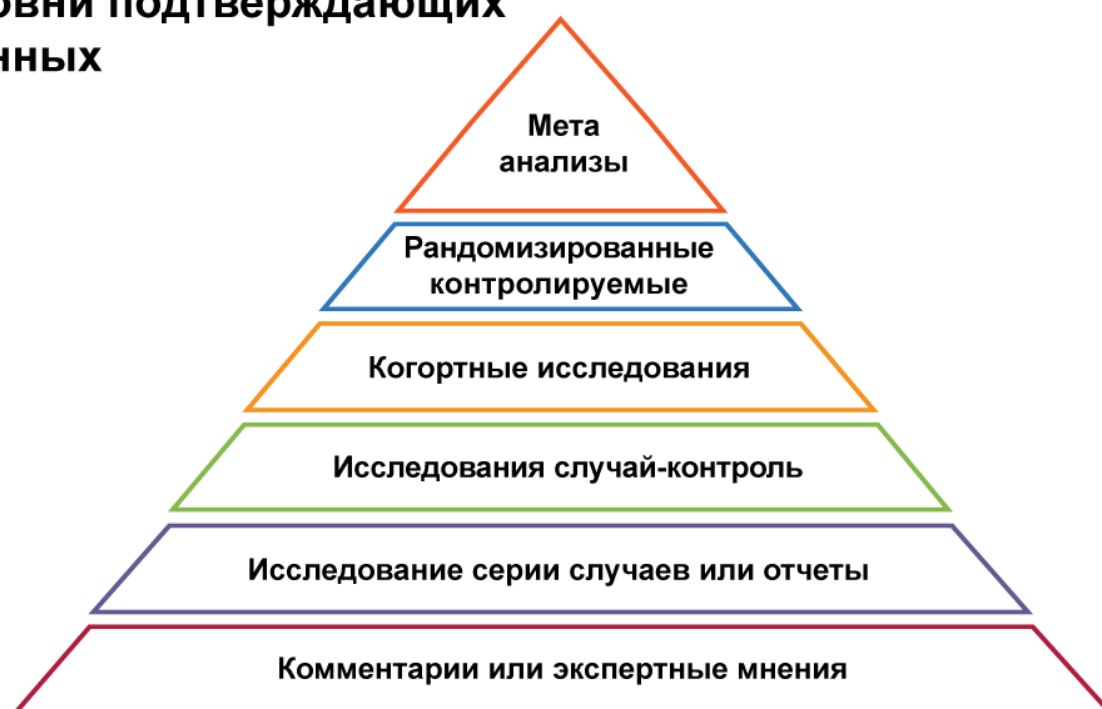 овни подтверждающих
нных
Мета
анализы
Рандомизированные
контролируемые
Когортные исследования
Исследования случай-контроль
Исследование серии случаев или отчеты
Комментарии или экспертные мнения